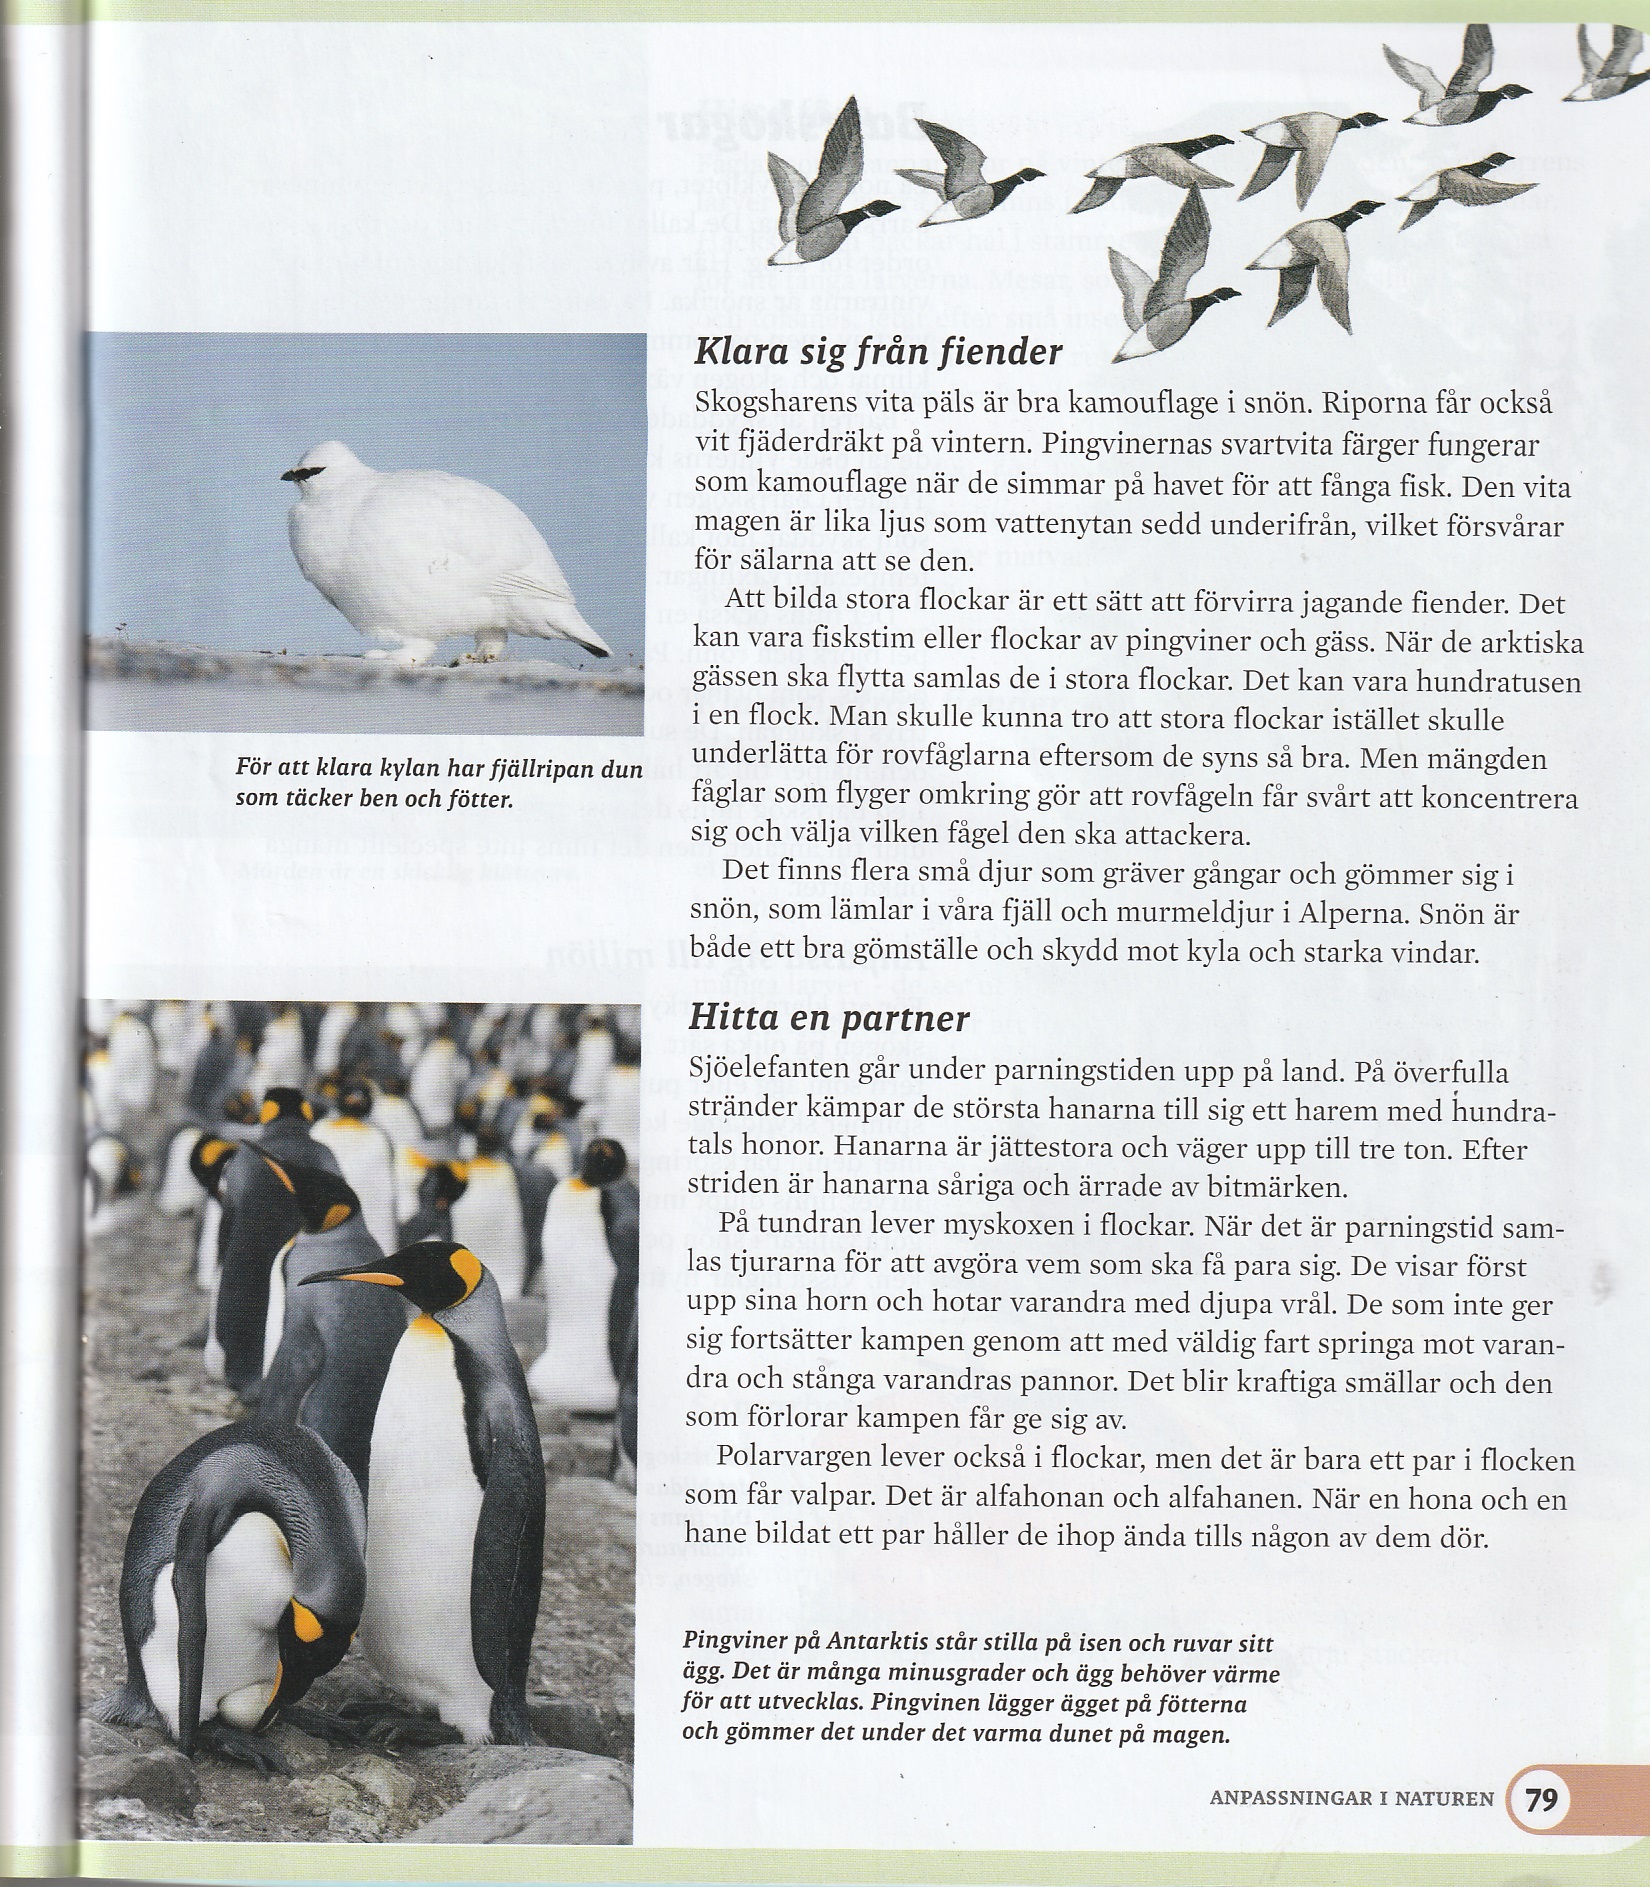 Klara sig från fiender
Skogsharens vita päls är bra kamouflage i snön. Riporna får också
vit fjäderdräkt på vintern. Pingvinernas svartvita färger fungerar
som kamouflage när de simmar på havet för att fånga fisk. Den vita
magen är lika ljus som vattenytan sedd underifrån, vilket försvårar
för sälarna att se den.
Att bilda stora flockar är ett sätt att förvirra jagande fiender. Det
kan vara fiskstim eller flockar av pingviner och gäss. När de arktiska
gässen ska flytta samlas de i stora flockar. Det kan vara hundratusen
i en flock. Man skulle kunna tro att stora flockar istället skulle
underlätta för rovfåglarna eftersom de syns så bra. Men mängden
fåglar som flyger omkring gör att rovfågeln får svårt att koncentrera
sig och välja vilken fågel den ska attackera.
Det finns flera små djur som gräver gångar och gömmer sig i
snön, som lämlar i våra fjäll och murmeldjur i Alperna. Snön är
både ett bra gömställe och skydd mot kyla och starka vindar.
För att klara kylan har fjällripan dun
som täcker ben och fötter.
Hitta en partner
Sjöelefanten går under parningstiden upp på land. På överfulla
stränder kämpar de största hanarna till sig ett harem med hundra-
tals honor. Hanarna är jättestora och väger upp till tre ton. Efter
striden är hanarna såriga och ärrade av bitmärken.
På tundran lever myskoxen i flockar. När det är parningstid sam-
las tjurarna för att avgöra vem som ska få para sig. De visar först
upp sina horn och hotar varandra med djupa vrål. De som inte ger
sig fortsätter kampen genom att med väldig fart springa mot varan-
dra och stånga varandras pannor. Det blir kraftiga smällar och den
som förlorar kampen får ge sig av.
Polarvargen lever också i flockar, men det är bara ett par i flocken
som får valpar. Det är alfahonan och alfahanen. När en hona och en
hane bildat ett par håller de ihop ända tills någon av dem dör.
Pingviner på Antarktis står stilla på isen och ruvar sitt
ägg. Det är många minusgrader och ägg behöver värme
för att utvecklas. Pingvinen lägger ägget på fötterna
och gömmer det under det varma dunet på magen.
ANPASSNINGAR I NATUREN 79